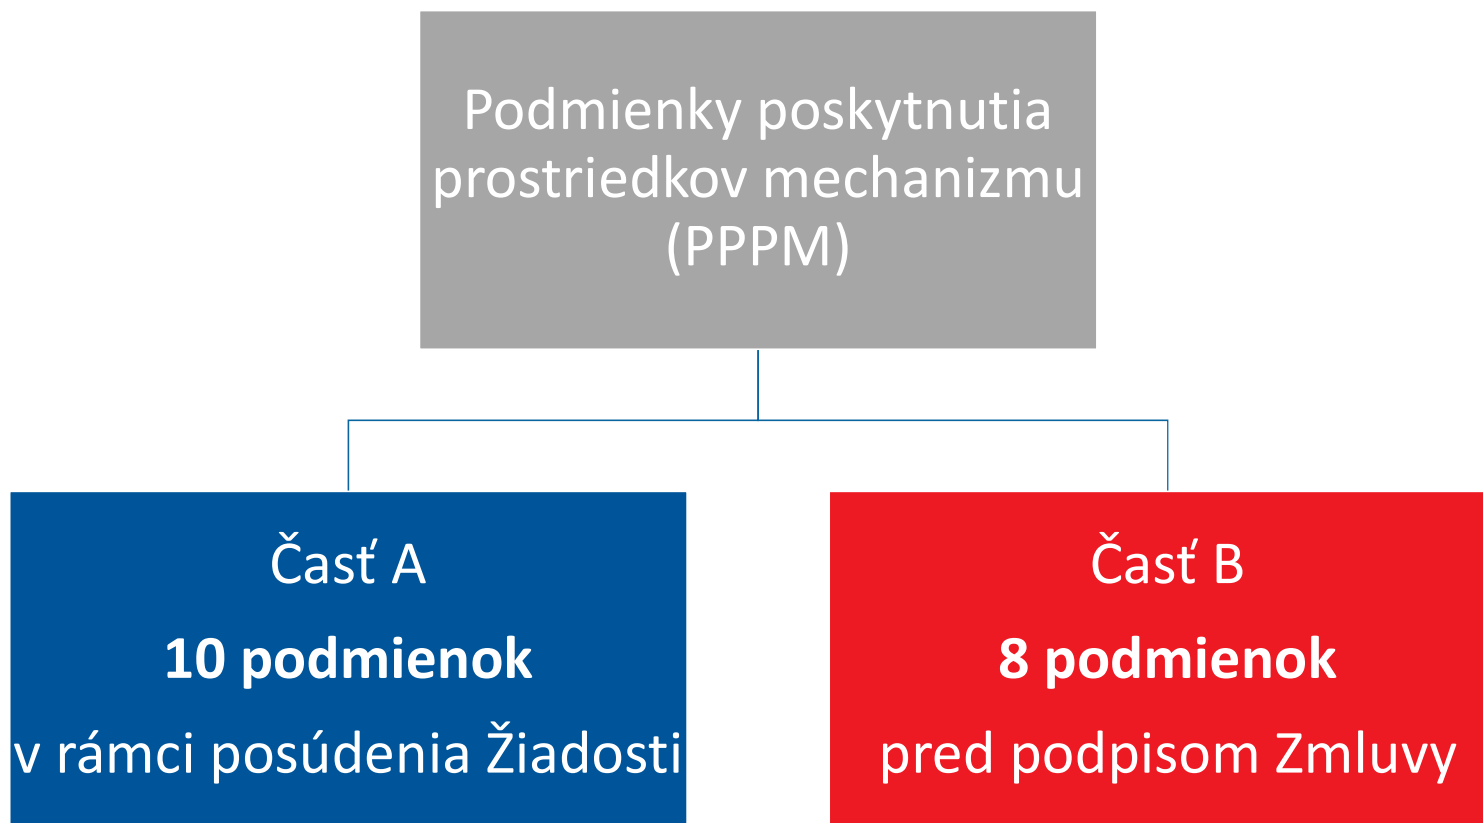 Podmienky poskytnutia
prostriedkov mechanizmu
(PPPM)
Časť A
10 podmienok
v rámci posúdenia Žiadosti
Časť B
8 podmienok
pred podpisom Zmluvy